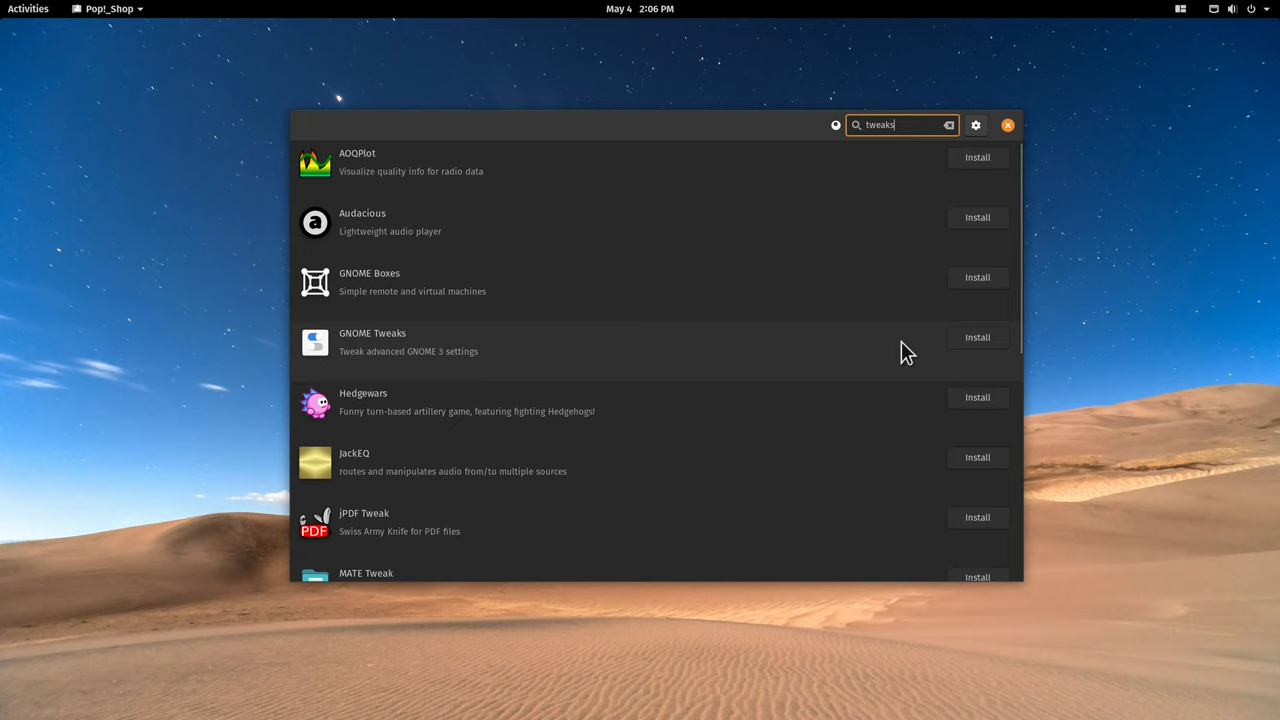 Activities
Pop!_Shop
May 4 2:06 PM
tweaks
AOQPlot
Visualize quality info for radio data
Install
a
Audacious
Lightweight audio player
Install
GNOME Boxes
Simple remote and virtual machines
Install
GNOME Tweaks
Tweak advanced GNOME 3 settings
Install
Hedgewars
Funny turn-based artillery game, featuring fighting Hedgehogs!
Install
JackEQ
routes and manipulates audio from/to multiple sources
Install
PDF
jPDF Tweak
Swiss Army Knife for PDF files
Install
MATE Tweak
Install